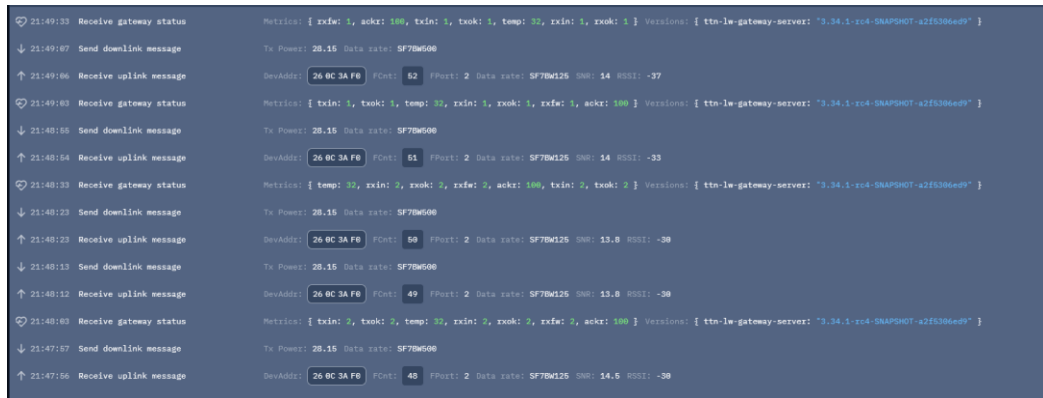 21:49:33 Receive gateway status Metrics: { rxfw: 1, ackr: 100, txin: 1, txok: 1, temp: 32, rxin: 1, rxok: 1 } Versions: { ttn-lw-gateway-server: "3.34.1-rc4-SNAPSHOT-a2f5306ed9" }
21:49:07 Send downlink message Tx Power: 28.15 Data rate: SF7BW500
21:49:06 Receive uplink message DevAddr: 26 0C 3A F0 FCnt: 52 FPort: 2 Data rate: SF7BW125 SNR: 14 RSSI: -37
21:49:03 Receive gateway status Metrics: { txin: 1, txok: 1, temp: 32, rxin: 1, rxok: 1, rxfw: 1, ackr: 100 } Versions: { ttn-lw-gateway-server: "3.34.1-rc4-SNAPSHOT-a2f5306ed9" }
21:48:55 Send downlink message Tx Power: 28.15 Data rate: SF7BW500
21:48:54 Receive uplink message DevAddr: 26 0C 3A F0 FCnt: 51 FPort: 2 Data rate: SF7BW125 SNR: 14 RSSI: -33
21:48:33 Receive gateway status Metrics: { temp: 32, rxin: 2, rxok: 2, rxfw: 2, ackr: 100, txin: 2, txok: 2 } Versions: { ttn-lw-gateway-server: "3.34.1-rc4-SNAPSHOT-a2f5306ed9" }
21:48:23 Send downlink message Tx Power: 28.15 Data rate: SF7BW500
21:48:23 Receive uplink message DevAddr: 26 0C 3A F0 FCnt: 50 FPort: 2 Data rate: SF7BW125 SNR: 13.8 RSSI: -30
21:48:13 Send downlink message Tx Power: 28.15 Data rate: SF7BW500
21:48:12 Receive uplink message DevAddr: 26 0C 3A F0 FCnt: 49 FPort: 2 Data rate: SF7BW125 SNR: 13.8 RSSI: -30
21:48:03 Receive gateway status Metrics: { txin: 2, txok: 2, temp: 32, rxin: 2, rxok: 2, rxfw: 2, ackr: 100 } Versions: { ttn-lw-gateway-server: "3.34.1-rc4-SNAPSHOT-a2f5306ed9" }
21:47:57 Send downlink message Tx Power: 28.15 Data rate: SF7BW500
21:47:56 Receive uplink message DevAddr: 26 0C 3A F0 FCnt: 48 FPort: 2 Data rate: SF7BW125 SNR: 14.5 RSSI: -30